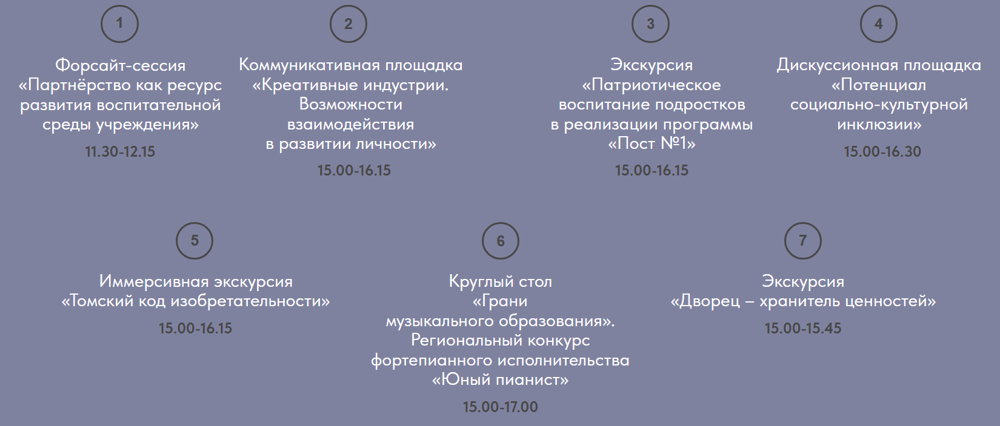 1
Форсайт-сессия
«Партнёрство как ресурс
развития воспитательной
среды учреждения»
11.30-12.15
2
Коммуникативная площадка
«Креативные индустрии.
Возможности
взаимодействия
в развитии личности»
15.00-16.15
3
Экскурсия
«Патриотическое
воспитание подростков
в реализации программы
«Пост №1»
15.00-16.15
4
Дискуссионная площадка
«Потенциал
социально-культурной
инклюзии»
15.00-16.30
5
Иммерсивная экскурсия
«Томский код изобретательности»
15.00-16.15
6
Круглый стол
«Грани
музыкального образования».
Региональный конкурс
фортепианного исполнительства
«Юный пианист»
15.00-17.00
7
Экскурсия
«Дворец – хранитель ценностей»
15.00-15.45